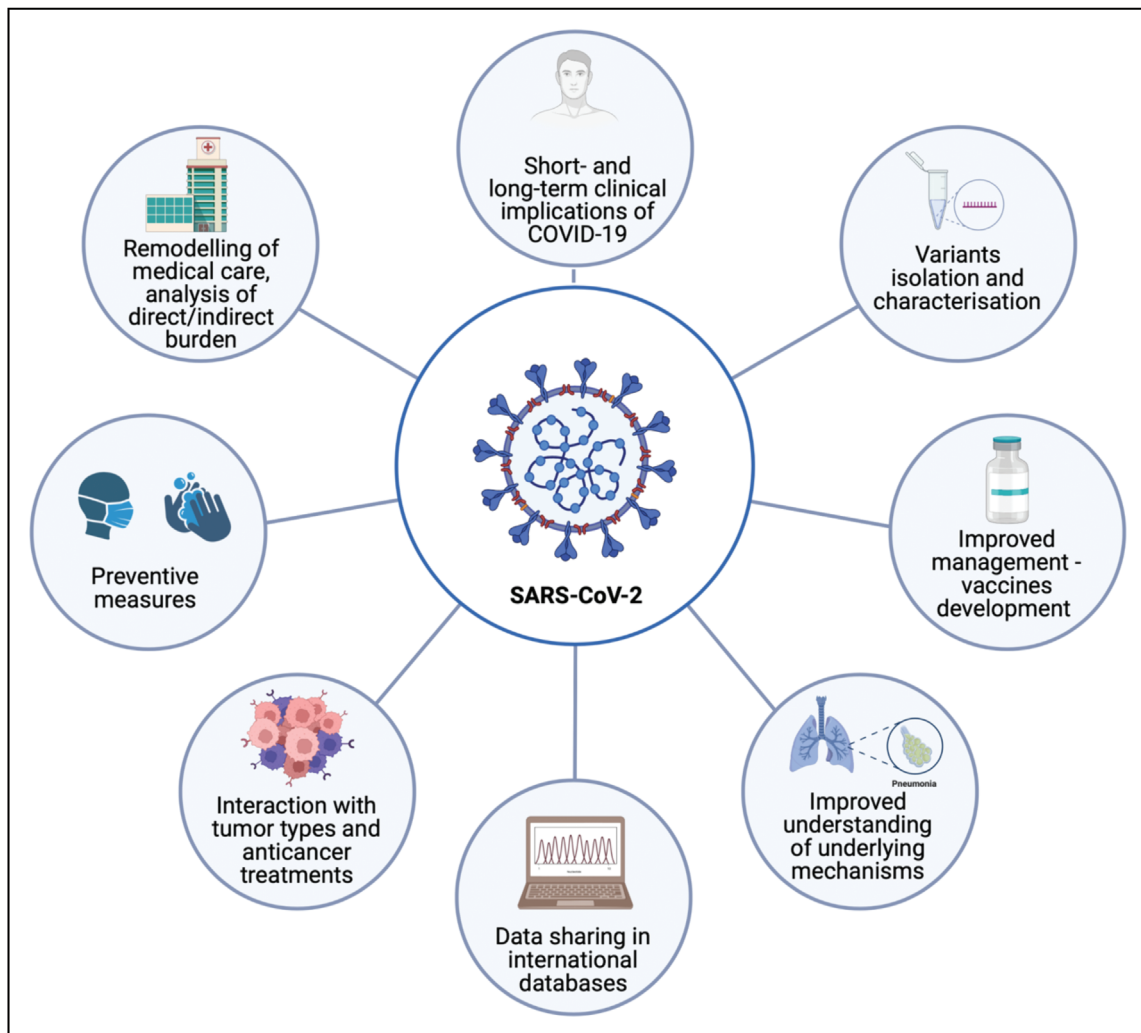 Short- and
long-term clinical
implications of
COVID-19
Variants
isolation and
characterisation
Improved
management -
vaccines
development
Pneumonia
Improved
understanding
of underlying
mechanisms
Data sharing in
international
databases
Interaction with
tumor types and
anticancer
treatments
Preventive
measures
Remodelling of
medical care,
analysis of
direct/indirect
burden
SARS-CoV-2